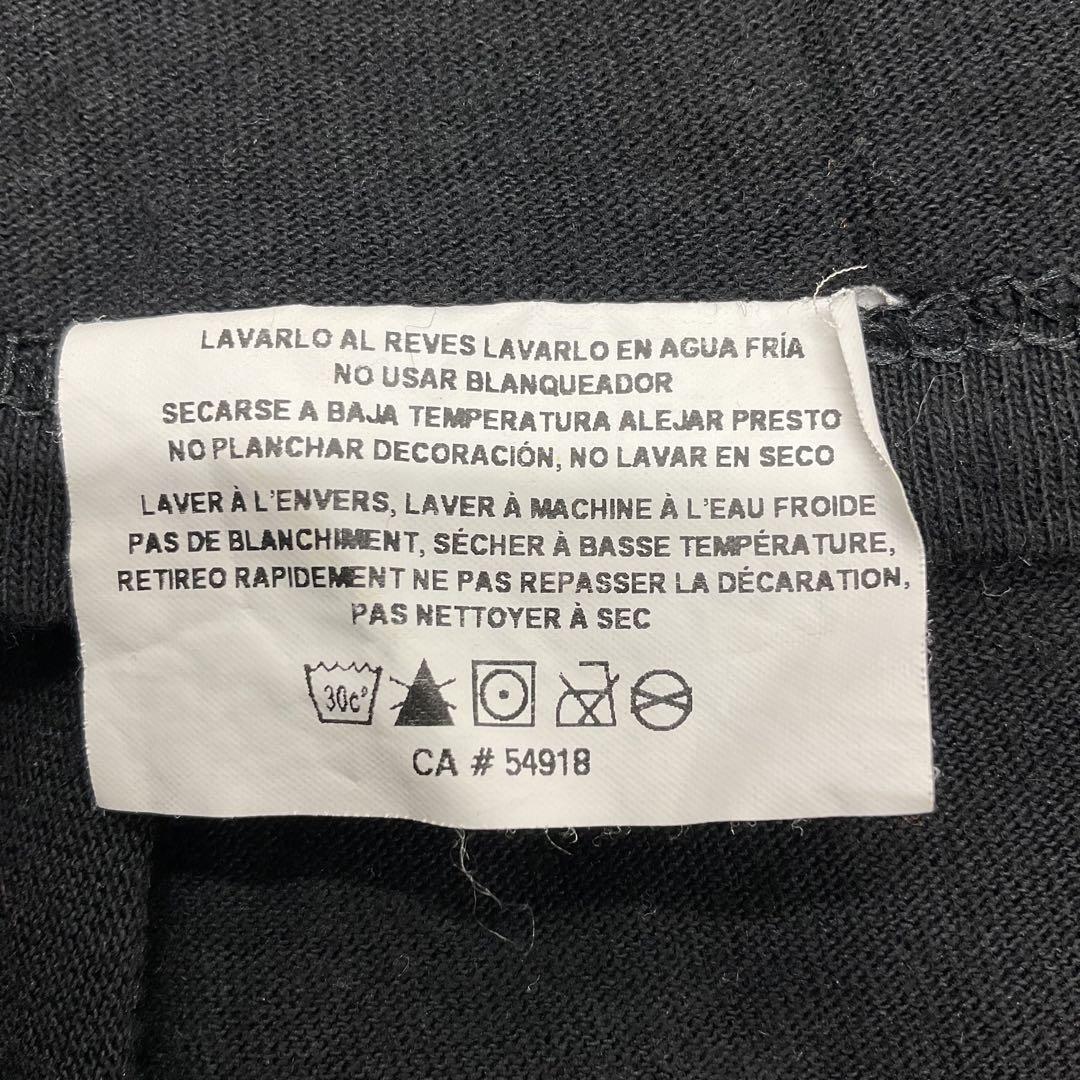 LAVARLO AL REVES LAVARLO EN AGUA FRÍA
NO USAR BLANQUEADOR
SECARSE A BAJA TEMPERATURA ALEJAR PRESTO
NO PLANCHAR DECORACIÓN, NO LAVAR EN SECO
LAVER À L'ENVERS, LAVER À MACHINE À L'EAU FROIDE
PAS DE BLANCHIMENT, SÉCHER À BASSE TEMPÉRATURE,
RETIREO RAPIDEMENT NE PAS REPASSER LA DÉCARATION,
PAS NETTOYER À SEC
30c°
CA # 54918